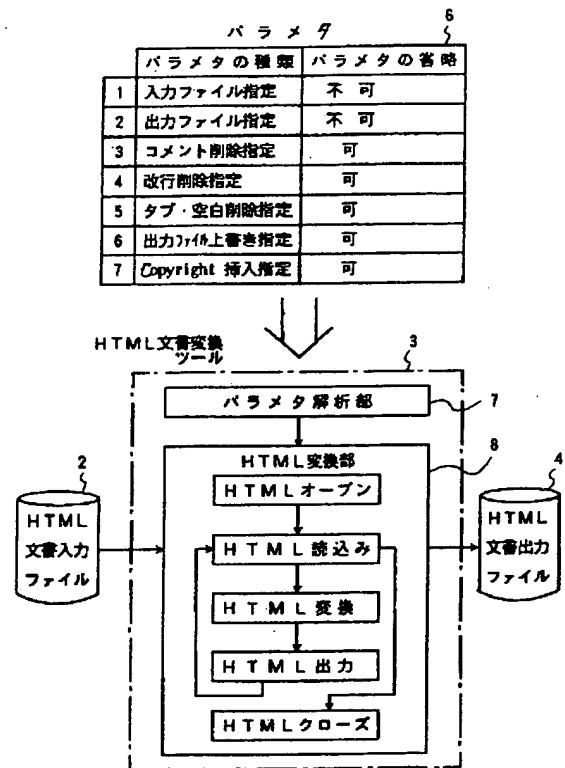 パラメタ
6
パラメタの種類 パラメタの省略
1 入力ファイル指定 不可
2 出力ファイル指定 不可
3 コメント削除指定 可
4 改行削除指定 可
5 タブ・空白削除指定 可
6 出力ファイル上書き指定 可
7 Copyright 挿入指定 可
HTML文書変換
ツール
3
パラメタ解析部
7
HTML変換部
8
2
HTML
文書入力
ファイル
HTMLオープン
HTML読込み
HTML変換
HTML出力
HTMLクローズ
4
HTML
文書出力
ファイル